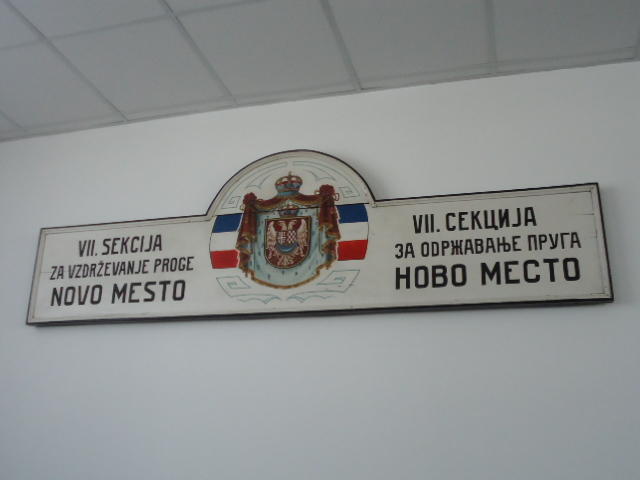 VII. SEKCIJA
ZA VZDRŽEVANJE PROGE
NOVO MESTO
VII. СЕКЦИЈА
ЗА ОДРЖАВАЊЕ ПРУГА
НОВО МЕСТО